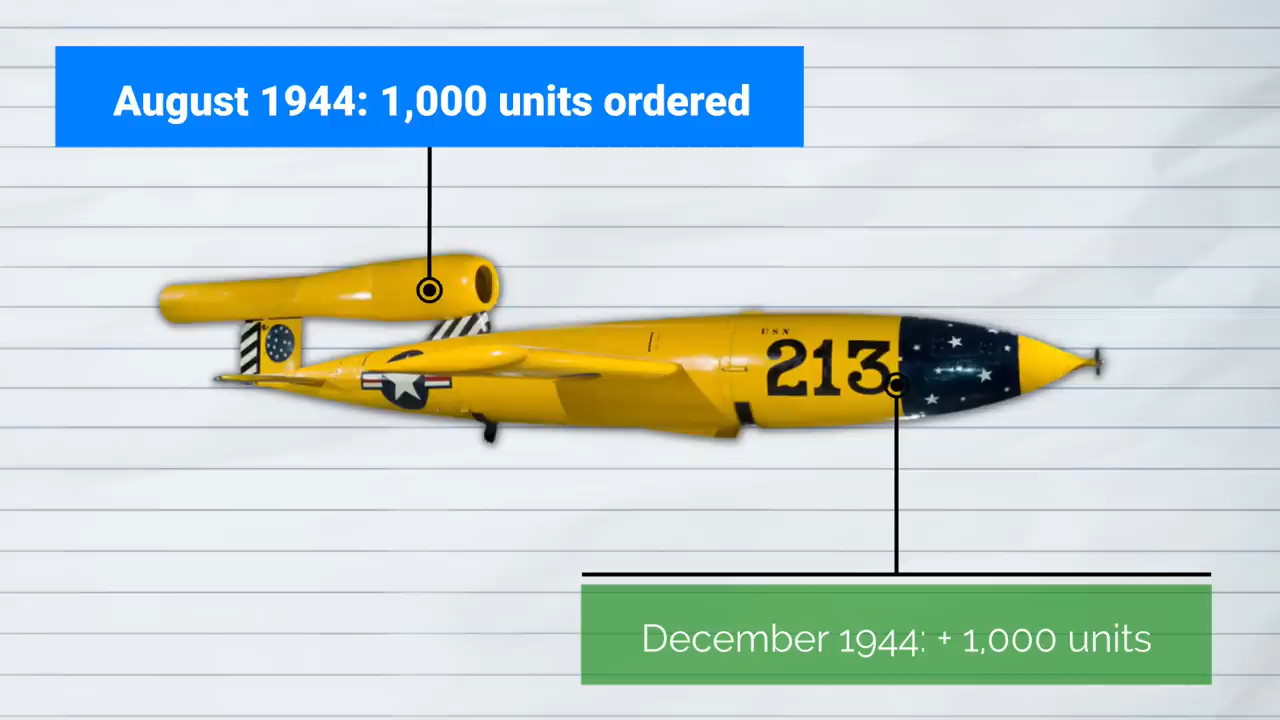 August 1944: 1,000 units ordered
USN
213
December 1944: + 1,000 units